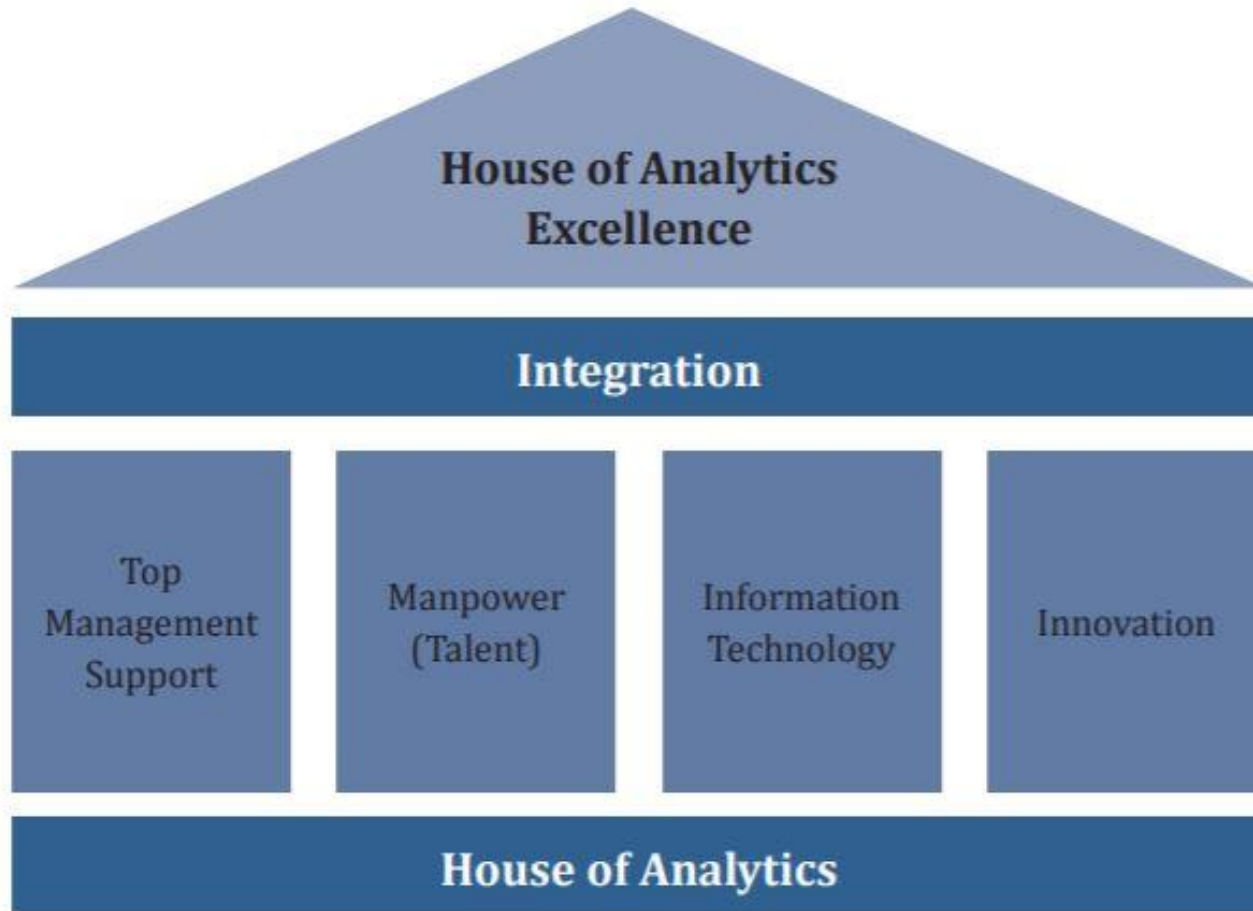 House of Analytics
Excellence
Integration
Top
Management
Support
Manpower
(Talent)
Information
Technology
Innovation
House of Analytics